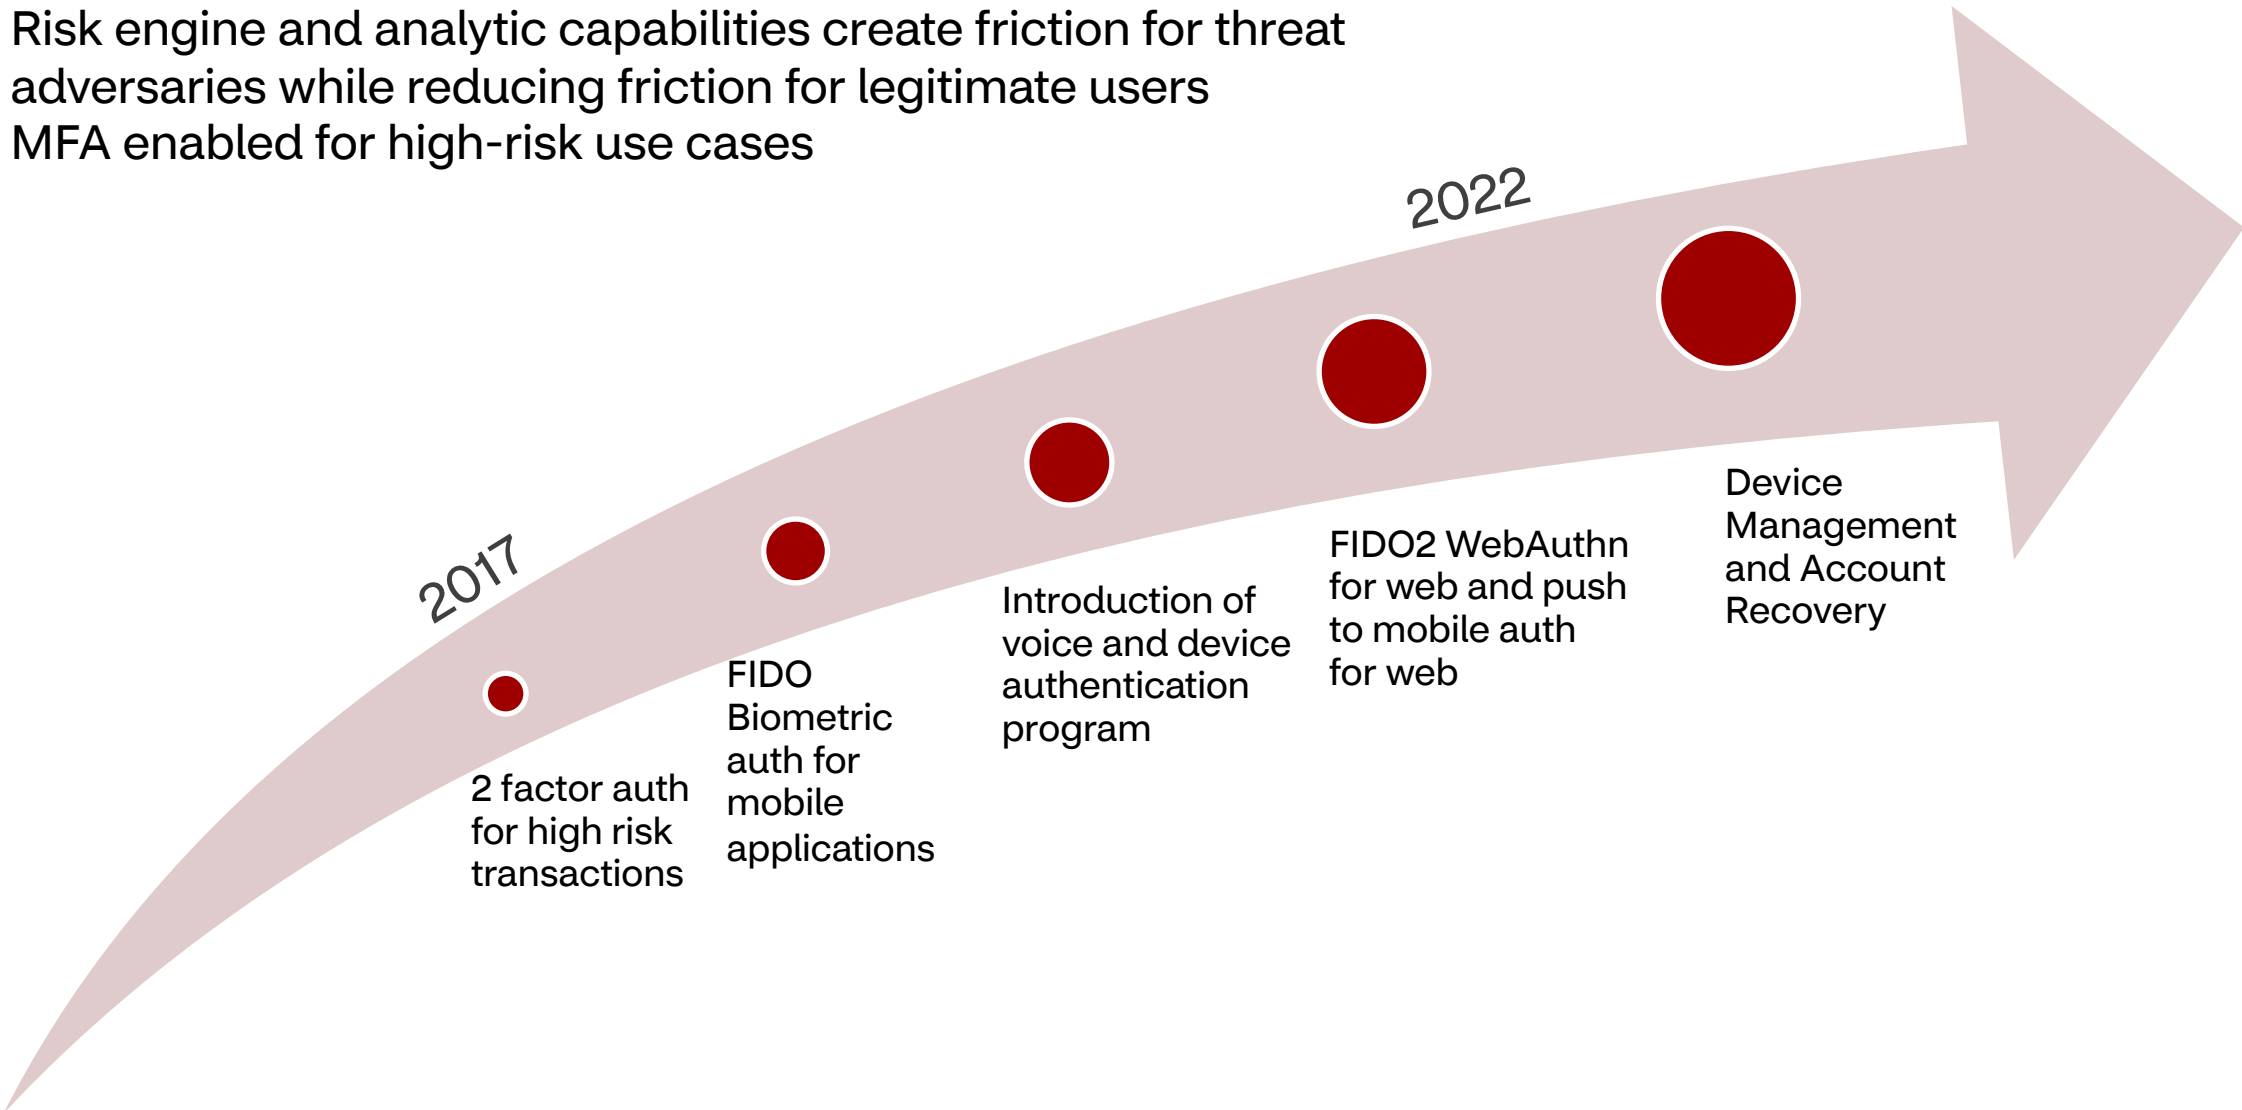 Risk engine and analytic capabilities create friction for threat
adversaries while reducing friction for legitimate users
MFA enabled for high-risk use cases
2017
2022
2 factor auth
for high risk
transactions
FIDO
Biometric
auth for
mobile
applications
Introduction of
voice and device
authentication
program
FIDO2 WebAuthn
for web and push
to mobile auth
for web
Device
Management
and Account
Recovery